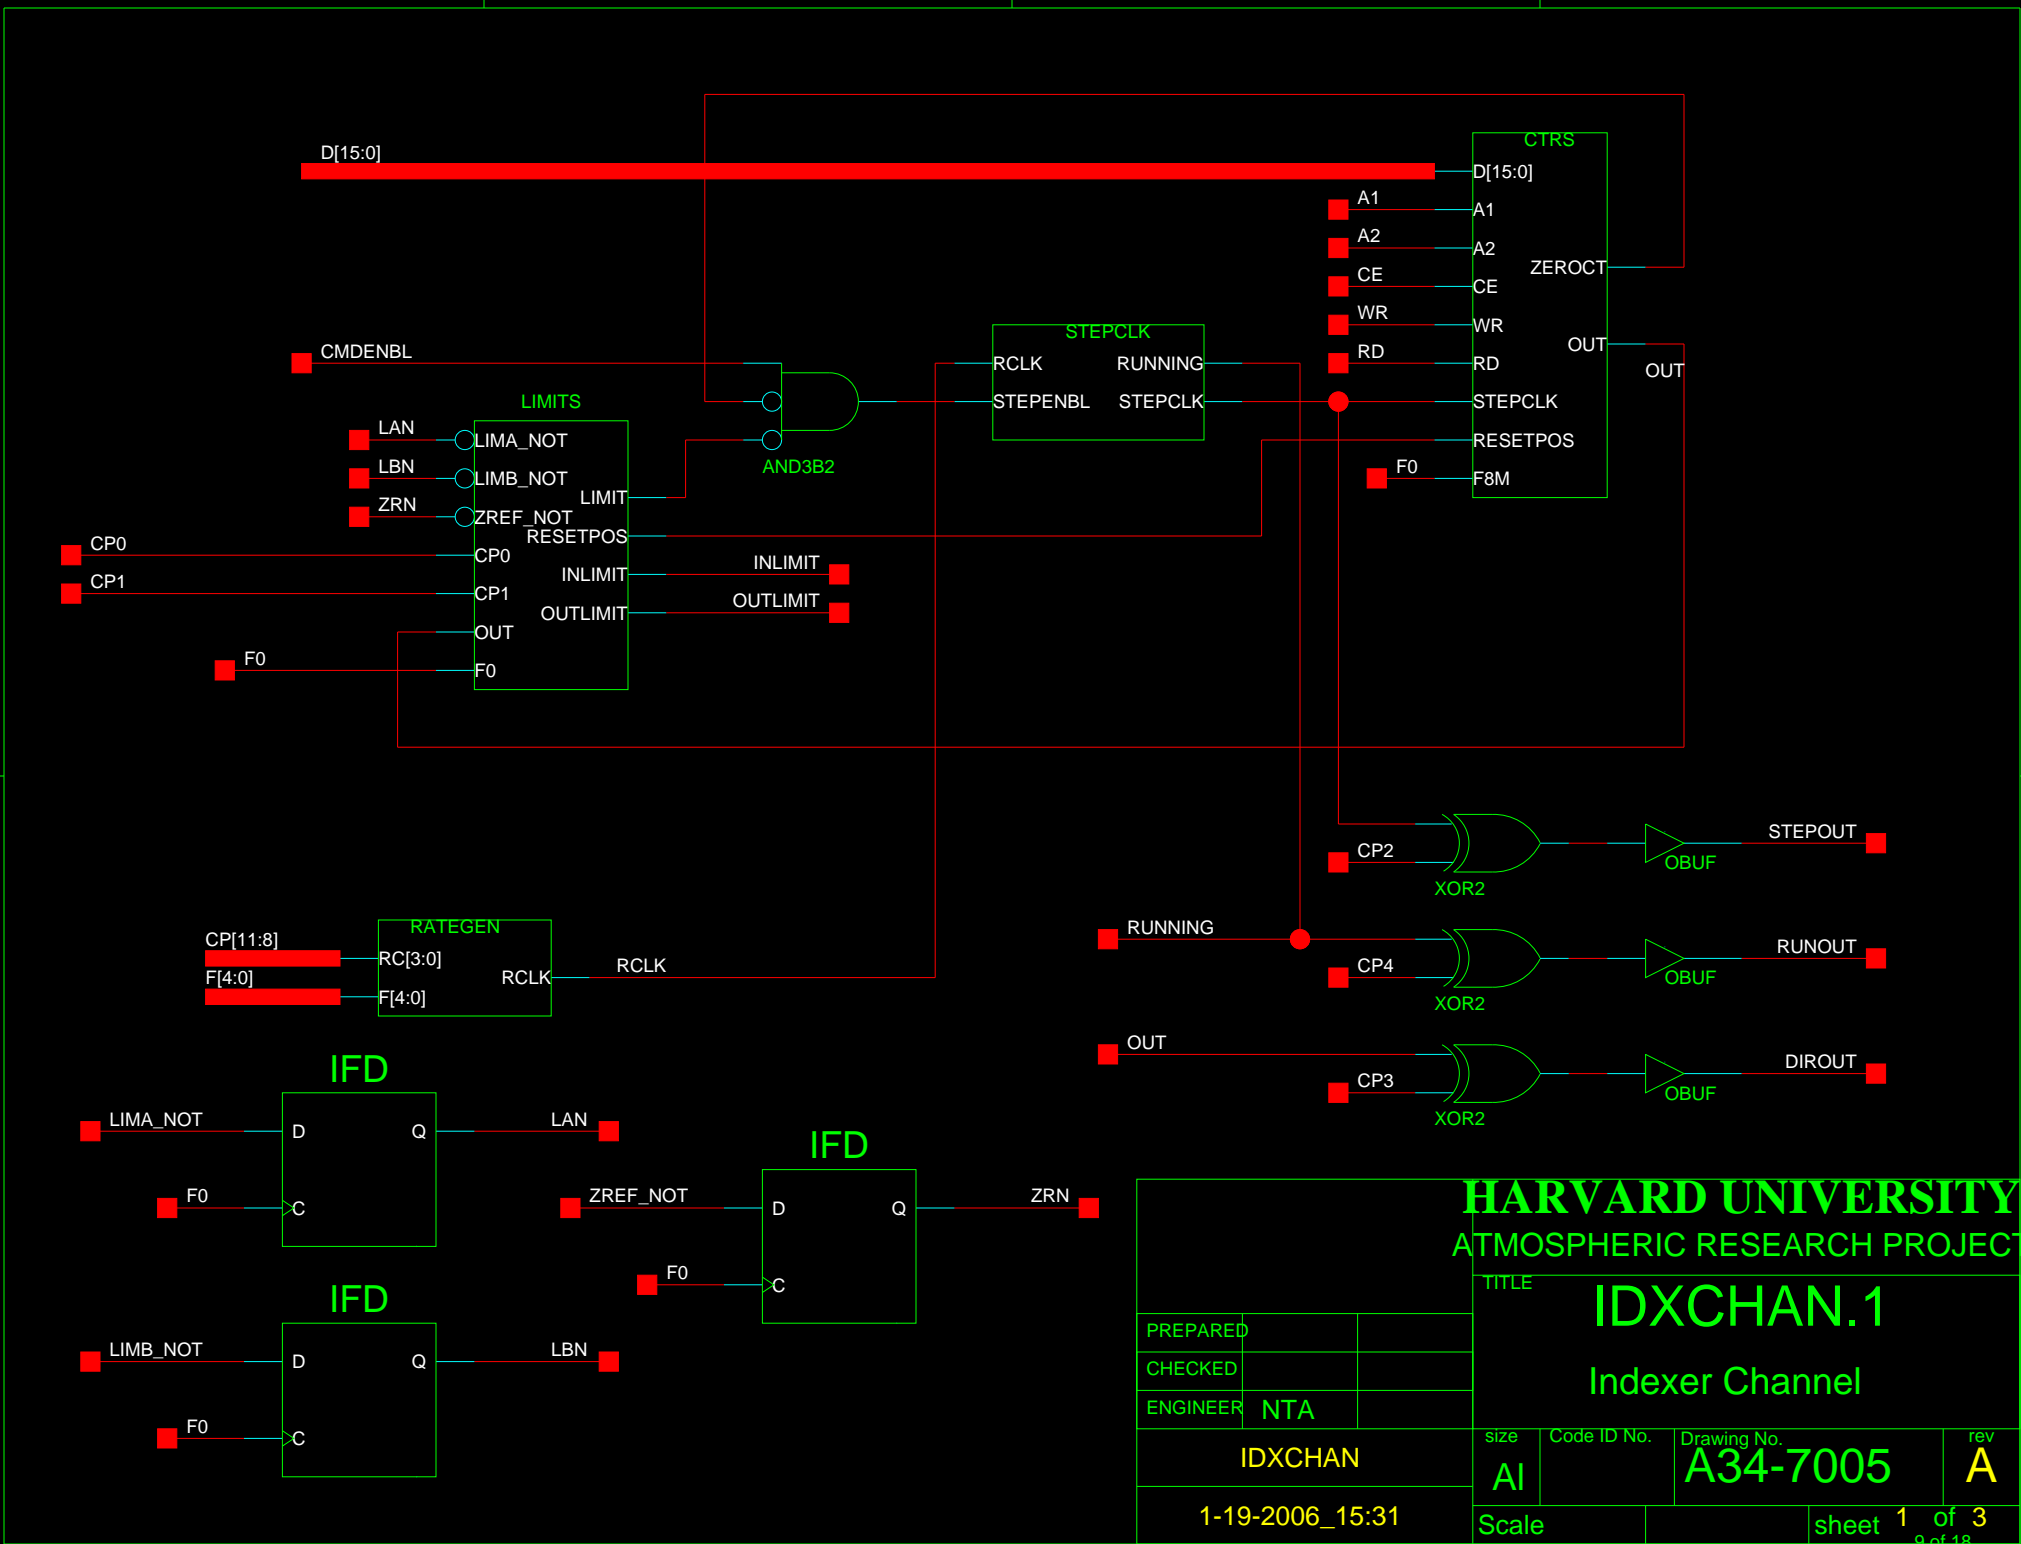 CTRS
D[15:0]
D[15:0]
A1
A1
A2
A2
ZEROCT
CE
CE
WR
WR
STEPCLK
OUT
RD
RD
OUT
CMDENBL
RCLK
RUNNING
LIMITS
STEPENBL
STEPCLK
STEPCLK
LAN
LIMA_NOT
RESETPOS
AND3B2
LBN
LIMB_NOT
F0
F8M
LIMIT
ZRN
ZREF_NOT
RESETPOS
CP0
CP0
INLIMIT
INLIMIT
CP1
CP1
OUTLIMIT
OUTLIMIT
OUT
F0
F0
STEPOUT
CP2
OBUF
XOR2
RATEGEN
RUNNING
CP[11:8]
RC[3:0]
RUNOUT
F[4:0]
RCLK
RCLK
CP4
OBUF
F[4:0]
XOR2
OUT
IFD
DIROUT
CP3
OBUF
LIMA_NOT
D
Q
LAN
XOR2
IFD
F0
C
ZREF_NOT
D
Q
ZRN
F0
C
IFD
LIMB_NOT
D
Q
LBN
F0
C
HARVARD UNIVERSITY
ATMOSPHERIC RESEARCH PROJECT
TITLE
IDXCHAN.1
PREPARED
CHECKED
Indexer Channel
ENGINEER NTA
size Code ID No. Drawing No. rev
IDXCHAN
AI A34-7005 A
1-19-2006_15:31
Scale sheet 1 of 3
9 of 18